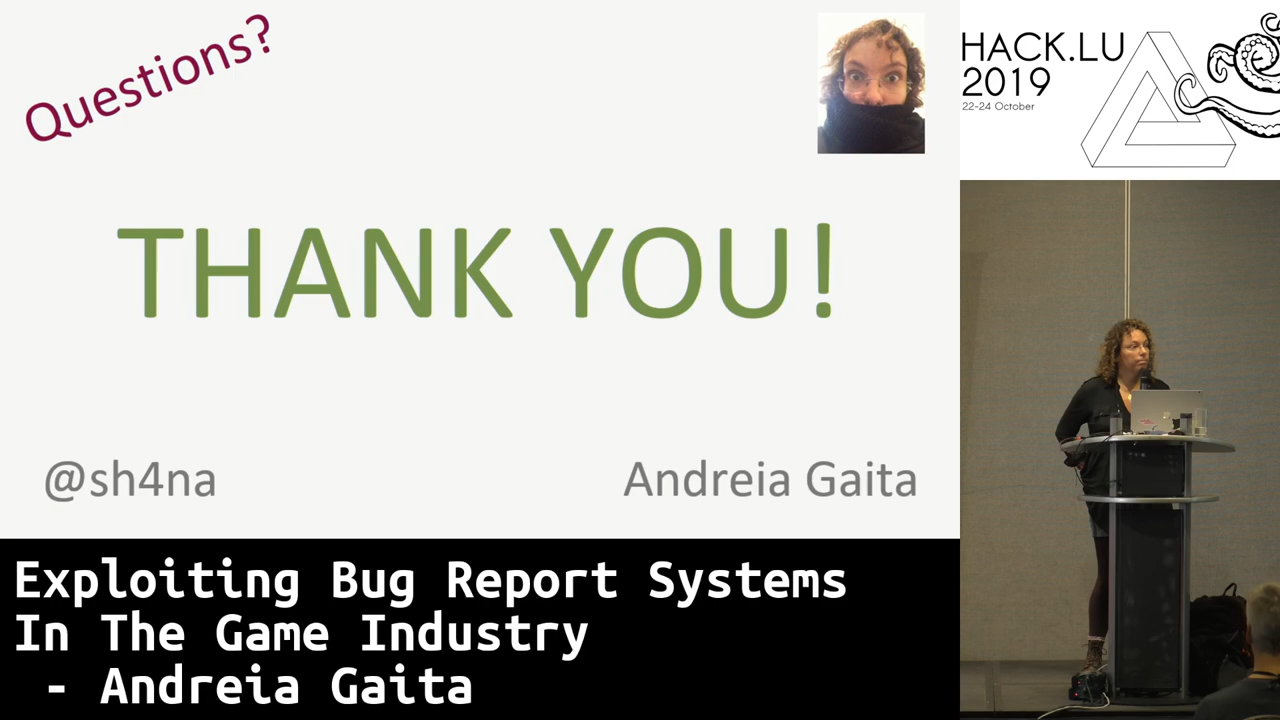 Questions?
THANK YOU!
@sh4na
Andreia Gaita
HACK.LU
2019
22-24 October
Exploiting Bug Report Systems
In The Game Industry
- Andreia Gaita